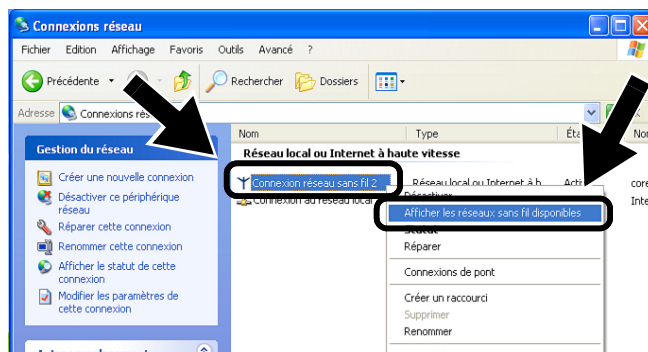 Connexions réseau
Fichier Edition Affichage Favoris Outils Avancé ?
Précédente Rechercher Dossiers
Adresse Connexions
Nom Type
Gestion du réseau
Réseau local ou Internet à haute vitesse
Créer une nouvelle connexion
Désactiver ce périphérique
réseau
Réparer cette connexion
Renommer cette connexion
Afficher le statut de cette
connexion
Modifier les paramètres de
cette connexion
Connexion réseau sans fil 2 Réseau local ou Internet à h...
Connexion au réseau local
Désactiver
Afficher les réseaux sans fil disponibles
Statut
Réparer
Connexions de pont
Créer un raccourci
Supprimer
Renommer